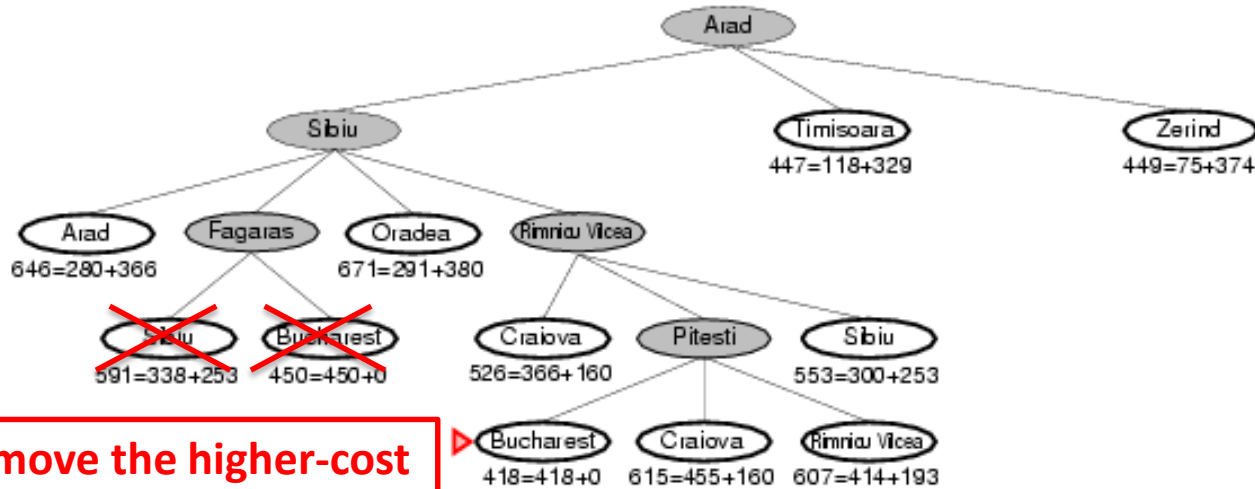 Arad
Sibiu
Timisoara
Zerind
447=118+329
449=75+374
Arad
Fagaras
Oradea
Rimnicu Vilcea
646=280+366
671=291+380
Sibiu
Bucharest
Craiova
Pitesti
Sibiu
591=338+253
450=450+0
526=366+160
553=300+253
move the higher-cost
Bucharest
Craiova
Rimnicu Vilcea
418=418+0
615=455+160
607=414+193